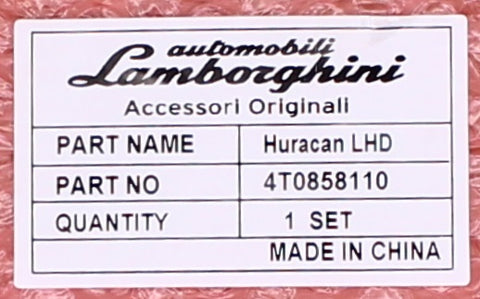 automobili
Lamborghini
Accessori Originali
PART NAME Huracan LHD
PART NO 4T0858110
QUANTITY 1 SET
MADE IN CHINA